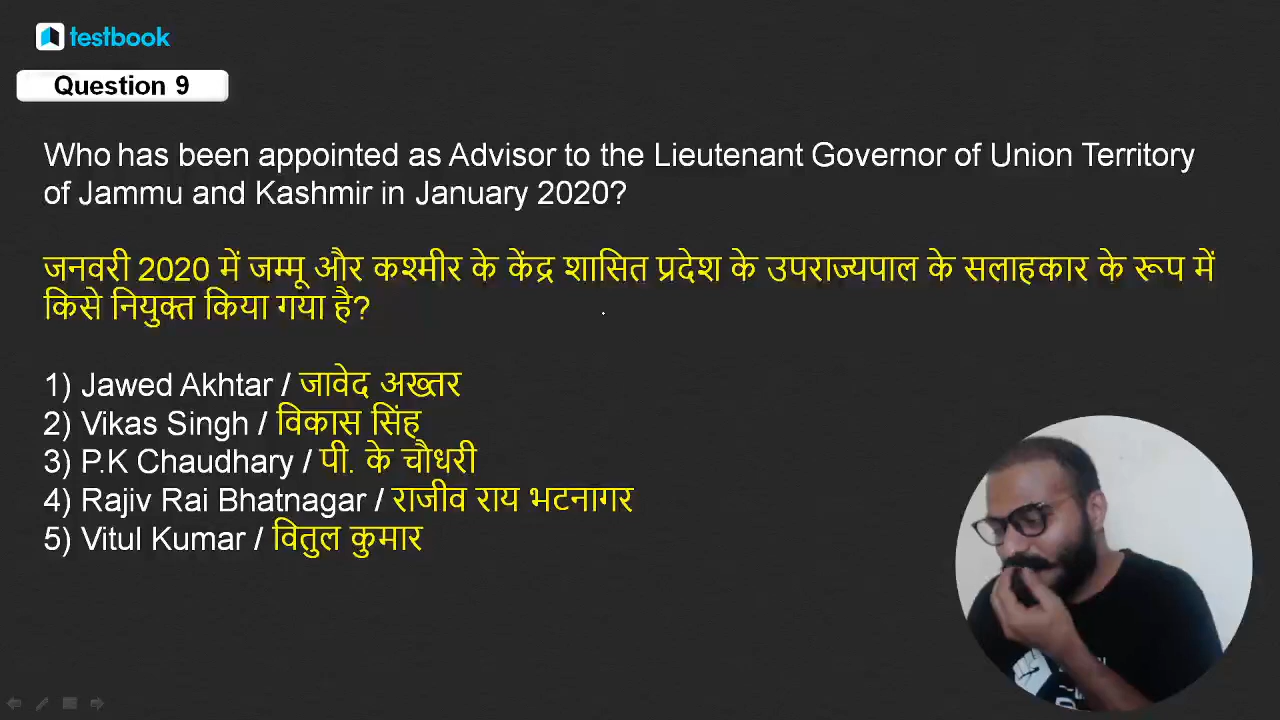 testbook
Question 9
Who has been appointed as Advisor to the Lieutenant Governor of Union Territory
of Jammu and Kashmir in January 2020?
जनवरी 2020 में जम्मू और कश्मीर के केंद्र शासित प्रदेश के उपराज्यपाल के सलाहकार के रूप में
किसे नियुक्त किया गया है?
1) Jawed Akhtar / जावेद अख्तर
2) Vikas Singh / विकास सिंह
3) P.K Chaudhary / पी. के चौधरी
4) Rajiv Rai Bhatnagar / राजीव राय भटनागर
5) Vitul Kumar / वितुल कुमार